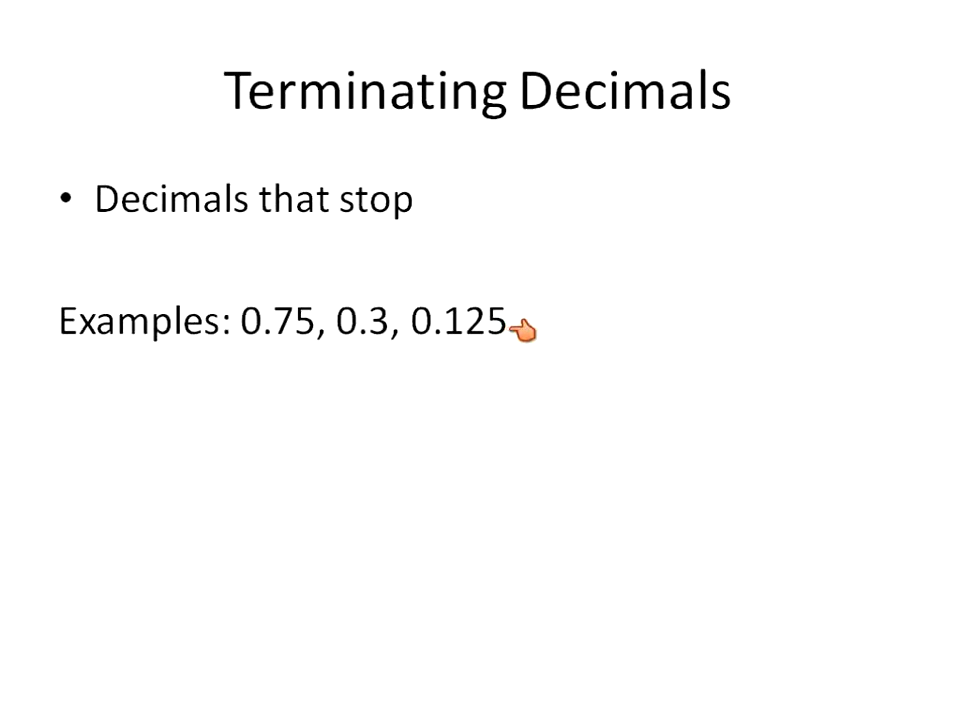 Terminating Decimals
• Decimals that stop
Examples: 0.75, 0.3, 0.125